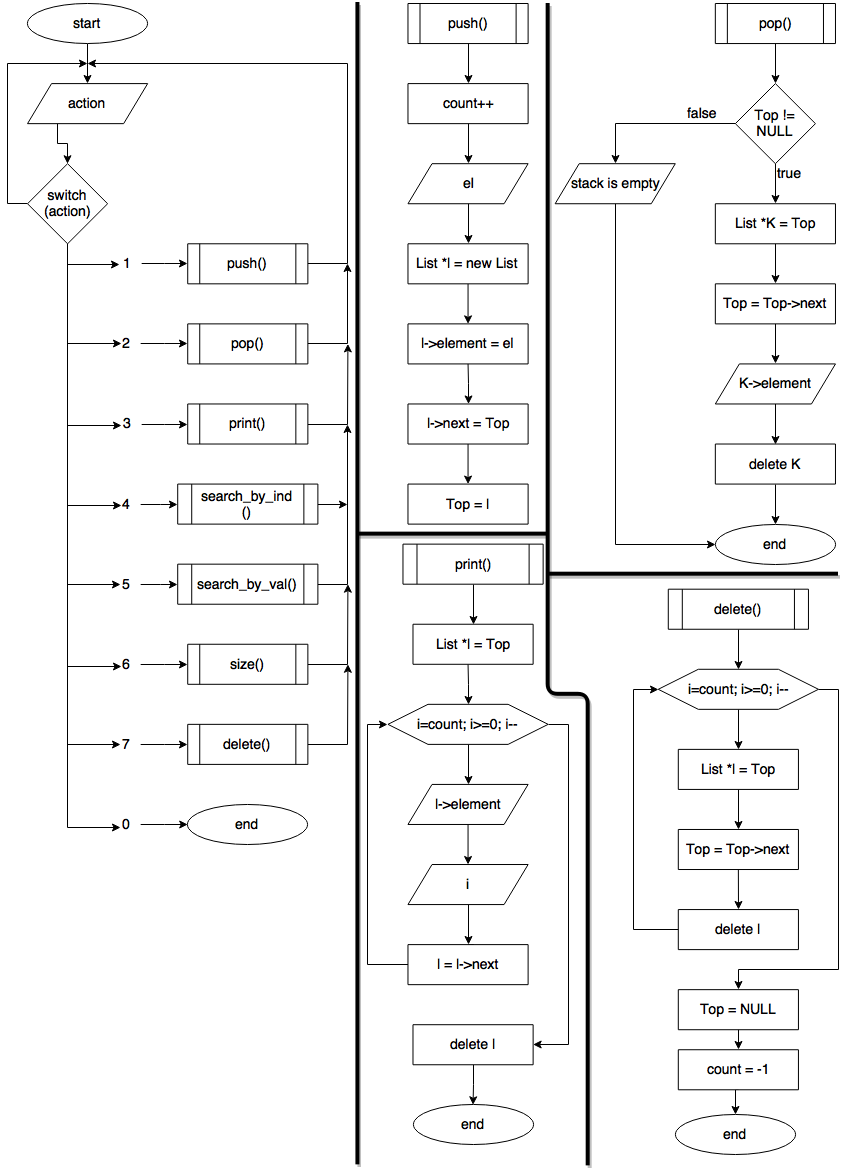 start
action
switch
(action)
1
push()
2
pop()
3
print()
4
search_by_ind
()
5
search_by_val()
6
size()
7
delete()
0
end
push()
count++
el
List *l = new List
l->element = el
l->next = Top
Top = l
pop()
Top !=
NULL
false
true
stack is empty
List *K = Top
Top = Top->next
K->element
delete K
end
print()
List *l = Top
i=count; i>=0; i--
l->element
i
l = l->next
delete l
end
delete()
i=count; i>=0; i--
List *l = Top
Top = Top->next
delete l
Top = NULL
count = -1
end